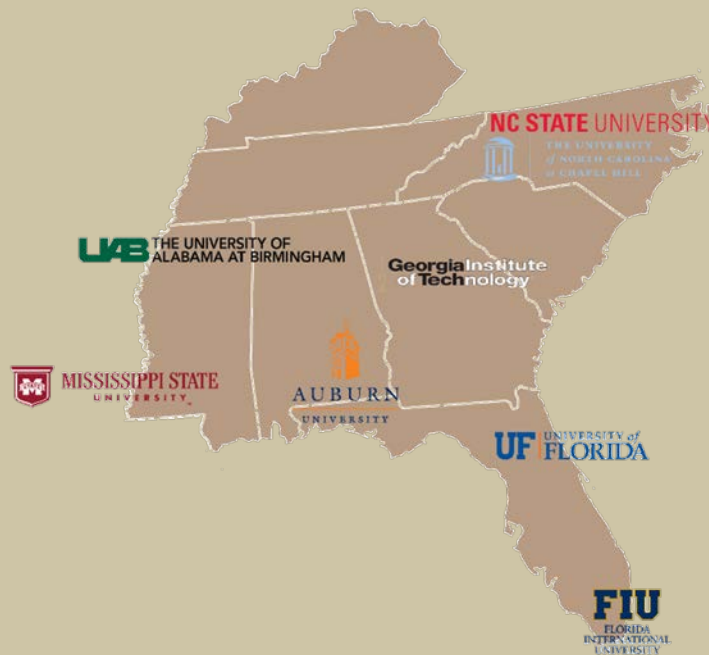 NC STATE UNIVERSITY
THE UNIVERSITY
of NORTH CAROLINA
at CHAPEL HILL
UAB THE UNIVERSITY OF
ALABAMA AT BIRMINGHAM
Georgia Institute
of Technology
MISSISSIPPI STATE
UNIVERSITY™
AUBURN
UNIVERSITY
UF UNIVERSITY of
FLORIDA
FIU
FLORIDA
INTERNATIONAL
UNIVERSITY